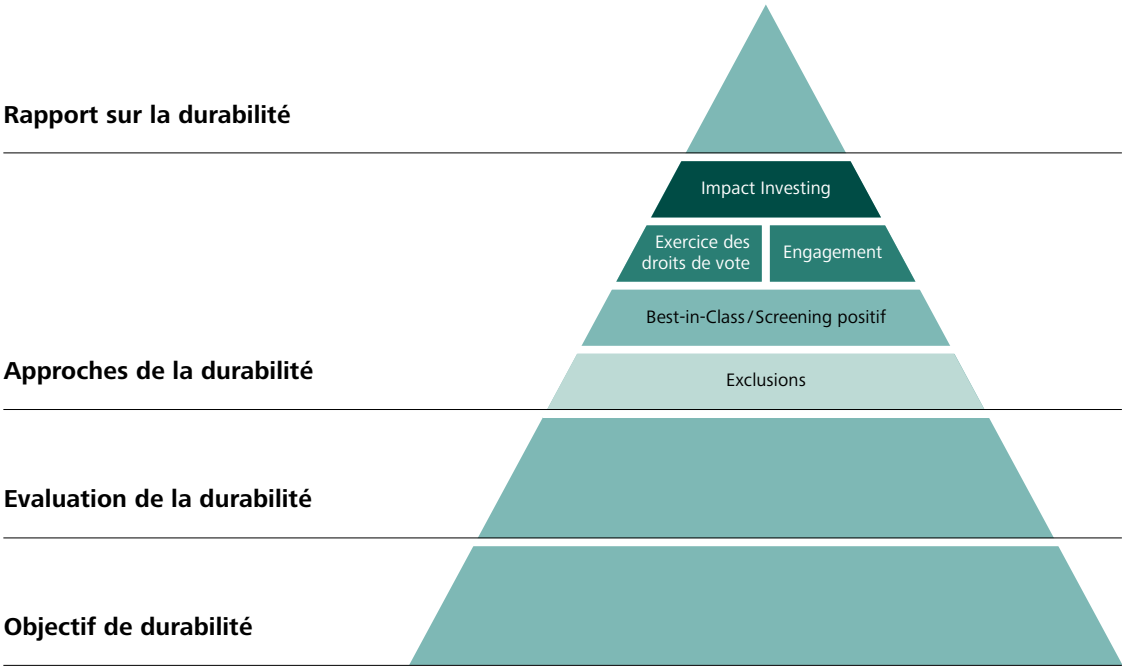 Rapport sur la durabilité
Impact Investing
Exercice des
droits de vote
Engagement
Best-in-Class/Screening positif
Approches de la durabilité
Exclusions
Evaluation de la durabilité
Objectif de durabilité